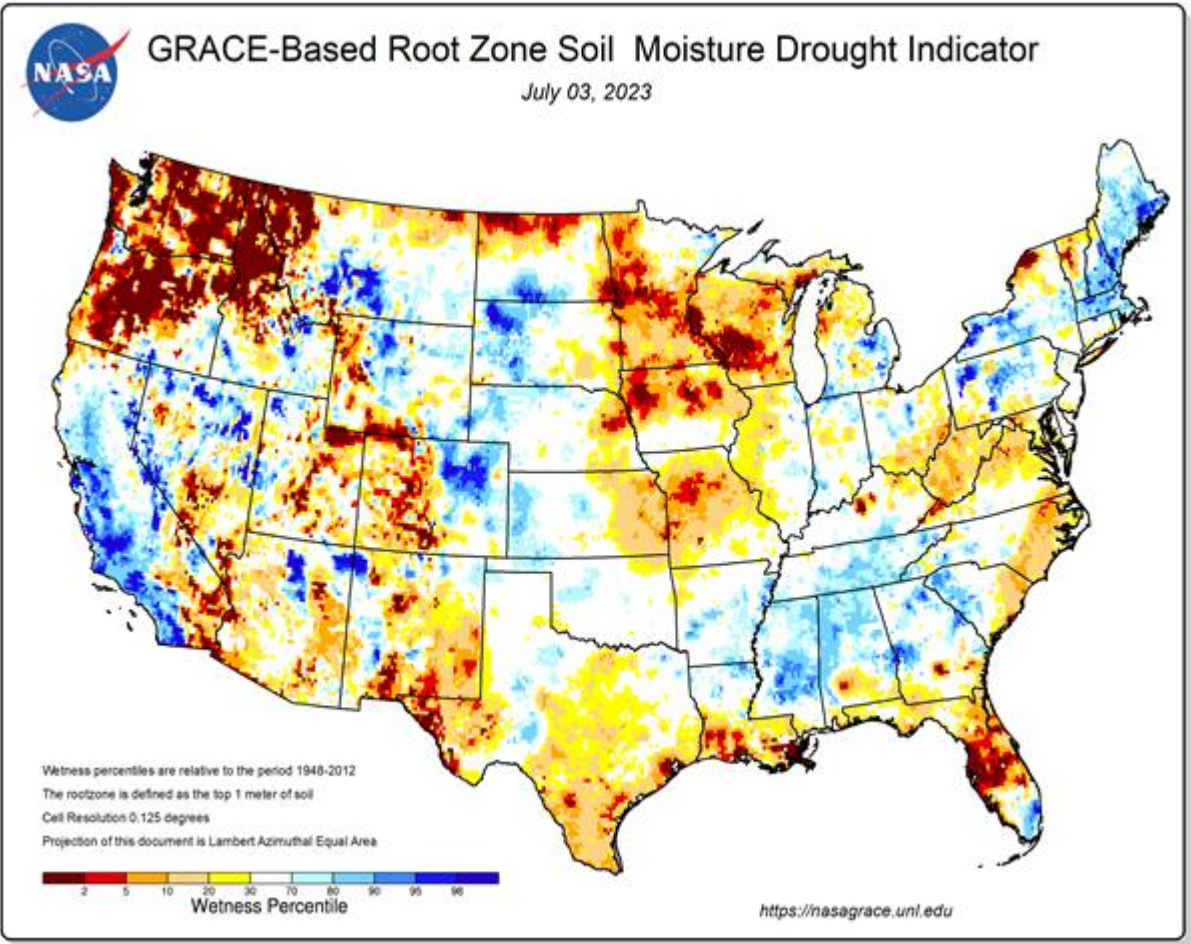 NASA
GRACE-Based Root Zone Soil Moisture Drought Indicator
July 03, 2023
Wetness percentiles are relative to the period 1948-2012
The rootzone is defined as the top 1 meter of soil
Cell Resolution 0.125 degrees
Projection of this document is Lambert Azimuthal Equal Area
2 5 10 20 30 70 80 90 95 98
Wetness Percentile
https://nasagrace.unl.edu